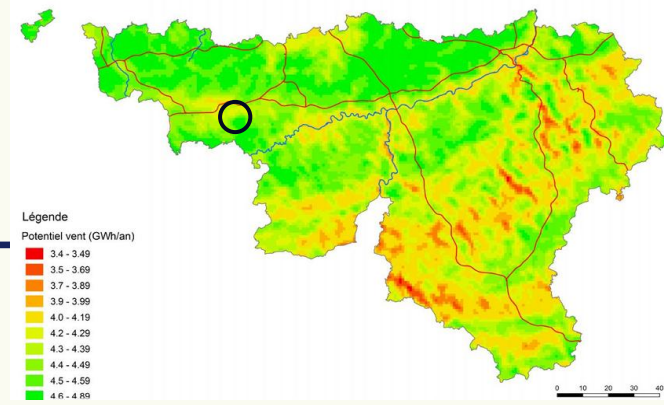 Légende
Potentiel vent (GWh/an)
3.4 - 3.49
3.5 - 3.69
3.7 - 3.89
3.9 - 3.99
4.0 - 4.19
4.2 - 4.29
4.3 - 4.39
4.4 - 4.49
4.5 - 4.59
4.6 - 4.89
0 10 20 30 40